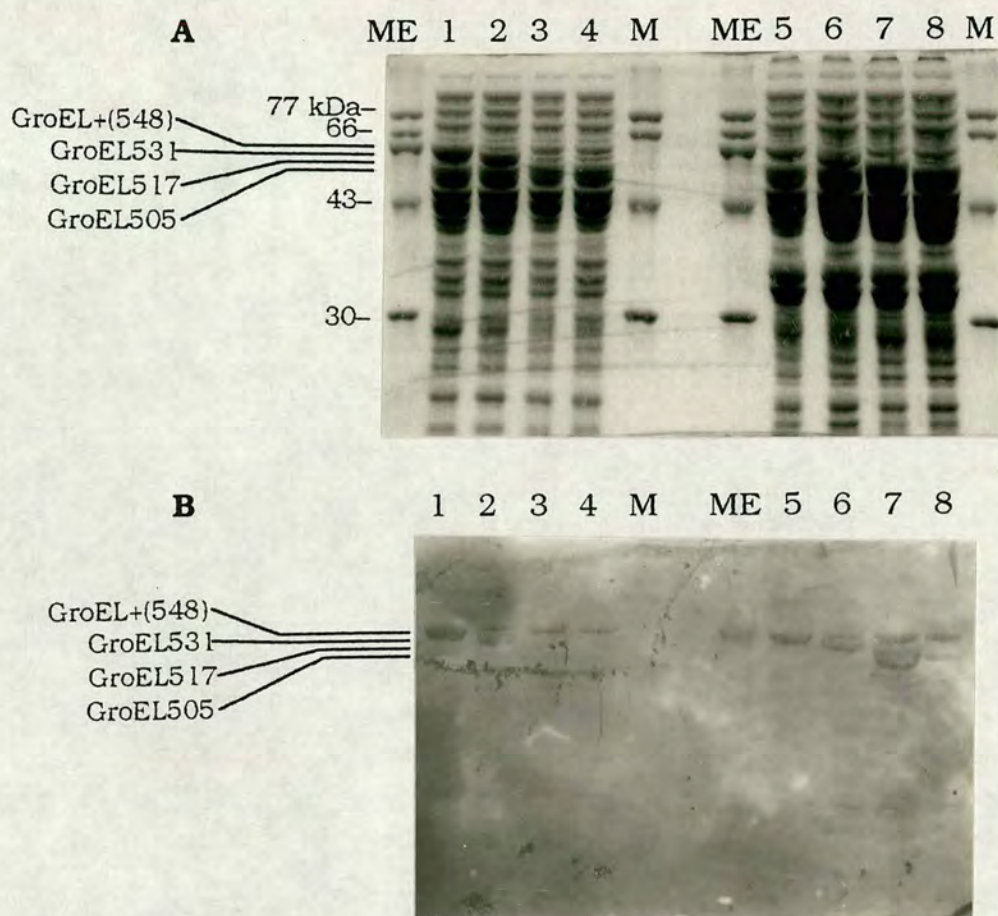 A ME 1 2 3 4 M ME 5 6 7 8 M
77 kDa–
GroEL+(548)
66–
GroEL531
GroEL517
43–
GroEL505
30–
B 1 2 3 4 M ME 5 6 7 8
GroEL+(548)
GroEL531
GroEL517
GroEL505